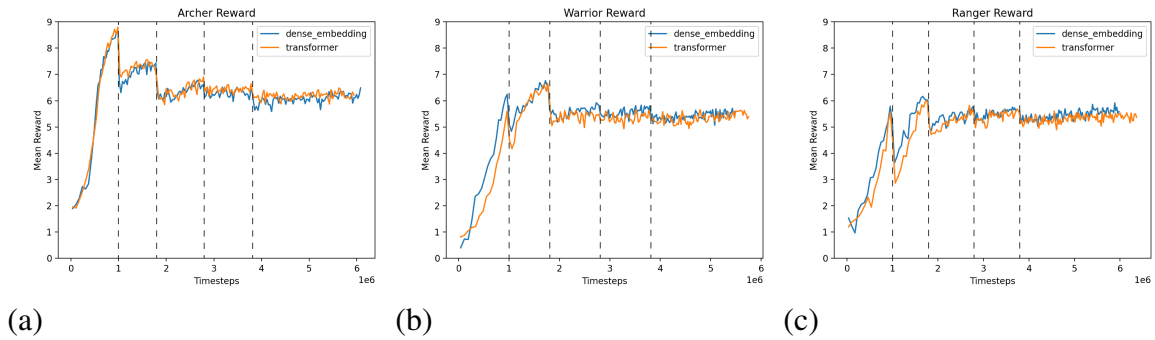 Archer Reward
9
8
7
6
5
4
3
2
1
0
Mean Reward
dense_embedding
transformer
0 1 2 3 4 5 6
1e6
Timesteps
(a)
Warrior Reward
9
8
7
6
5
4
3
2
1
0
Mean Reward
dense_embedding
transformer
0 1 2 3 4 5 6
1e6
Timesteps
(b)
Ranger Reward
9
8
7
6
5
4
3
2
1
0
Mean Reward
dense_embedding
transformer
0 1 2 3 4 5 6
1e6
Timesteps
(c)